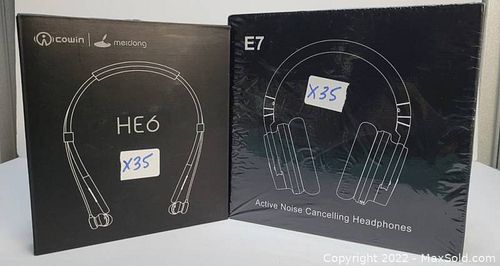 cowin meidong
HE6
X35
E7
X35
Active Noise Cancelling Headphones
Copyright 2022 - MaxSold.com